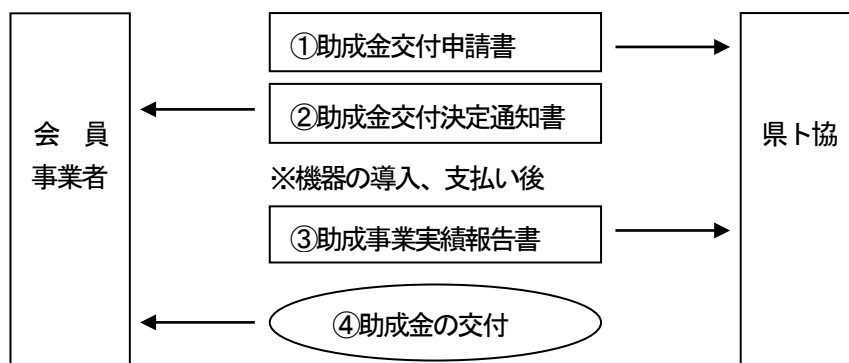 ①助成金交付申請書
②助成金交付決定通知書
会　員
事業者
県ト協
※機器の導入、支払い後
③助成事業実績報告書
④助成金の交付